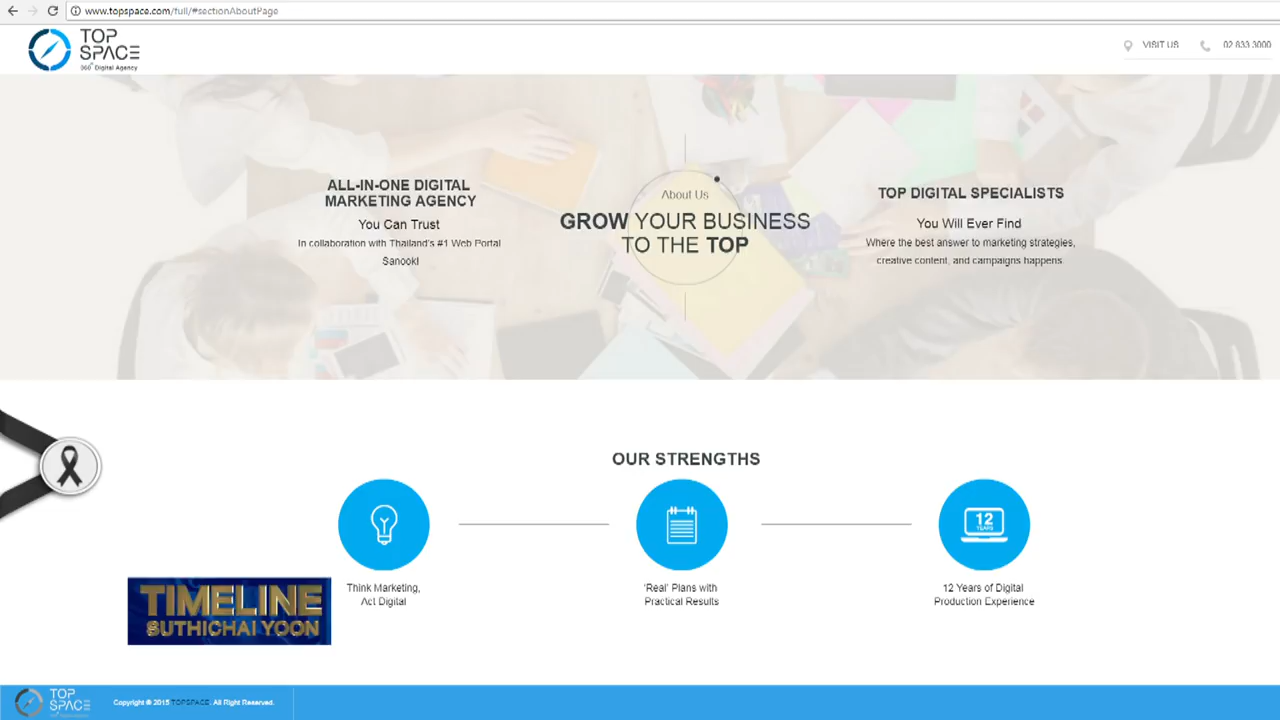 www.topspace.com/full/#sectionAboutPage
TOP
SPACE
360° Digital Agency
VISIT US
02 833 3000
ALL-IN-ONE DIGITAL
MARKETING AGENCY
You Can Trust
In collaboration with Thailand's #1 Web Portal
Sanook!
About Us
GROW YOUR BUSINESS
TO THE TOP
TOP DIGITAL SPECIALISTS
You Will Ever Find
Where the best answer to marketing strategies,
creative content, and campaigns happens.
OUR STRENGTHS
12
YEARS
Think Marketing,
Act Digital
'Real' Plans with
Practical Results
12 Years of Digital
Production Experience
TIMELINE
SUTHICHAI YOON
TOP
SPACE
Copyright © 2015 TOPSPACE. All Right Reserved.